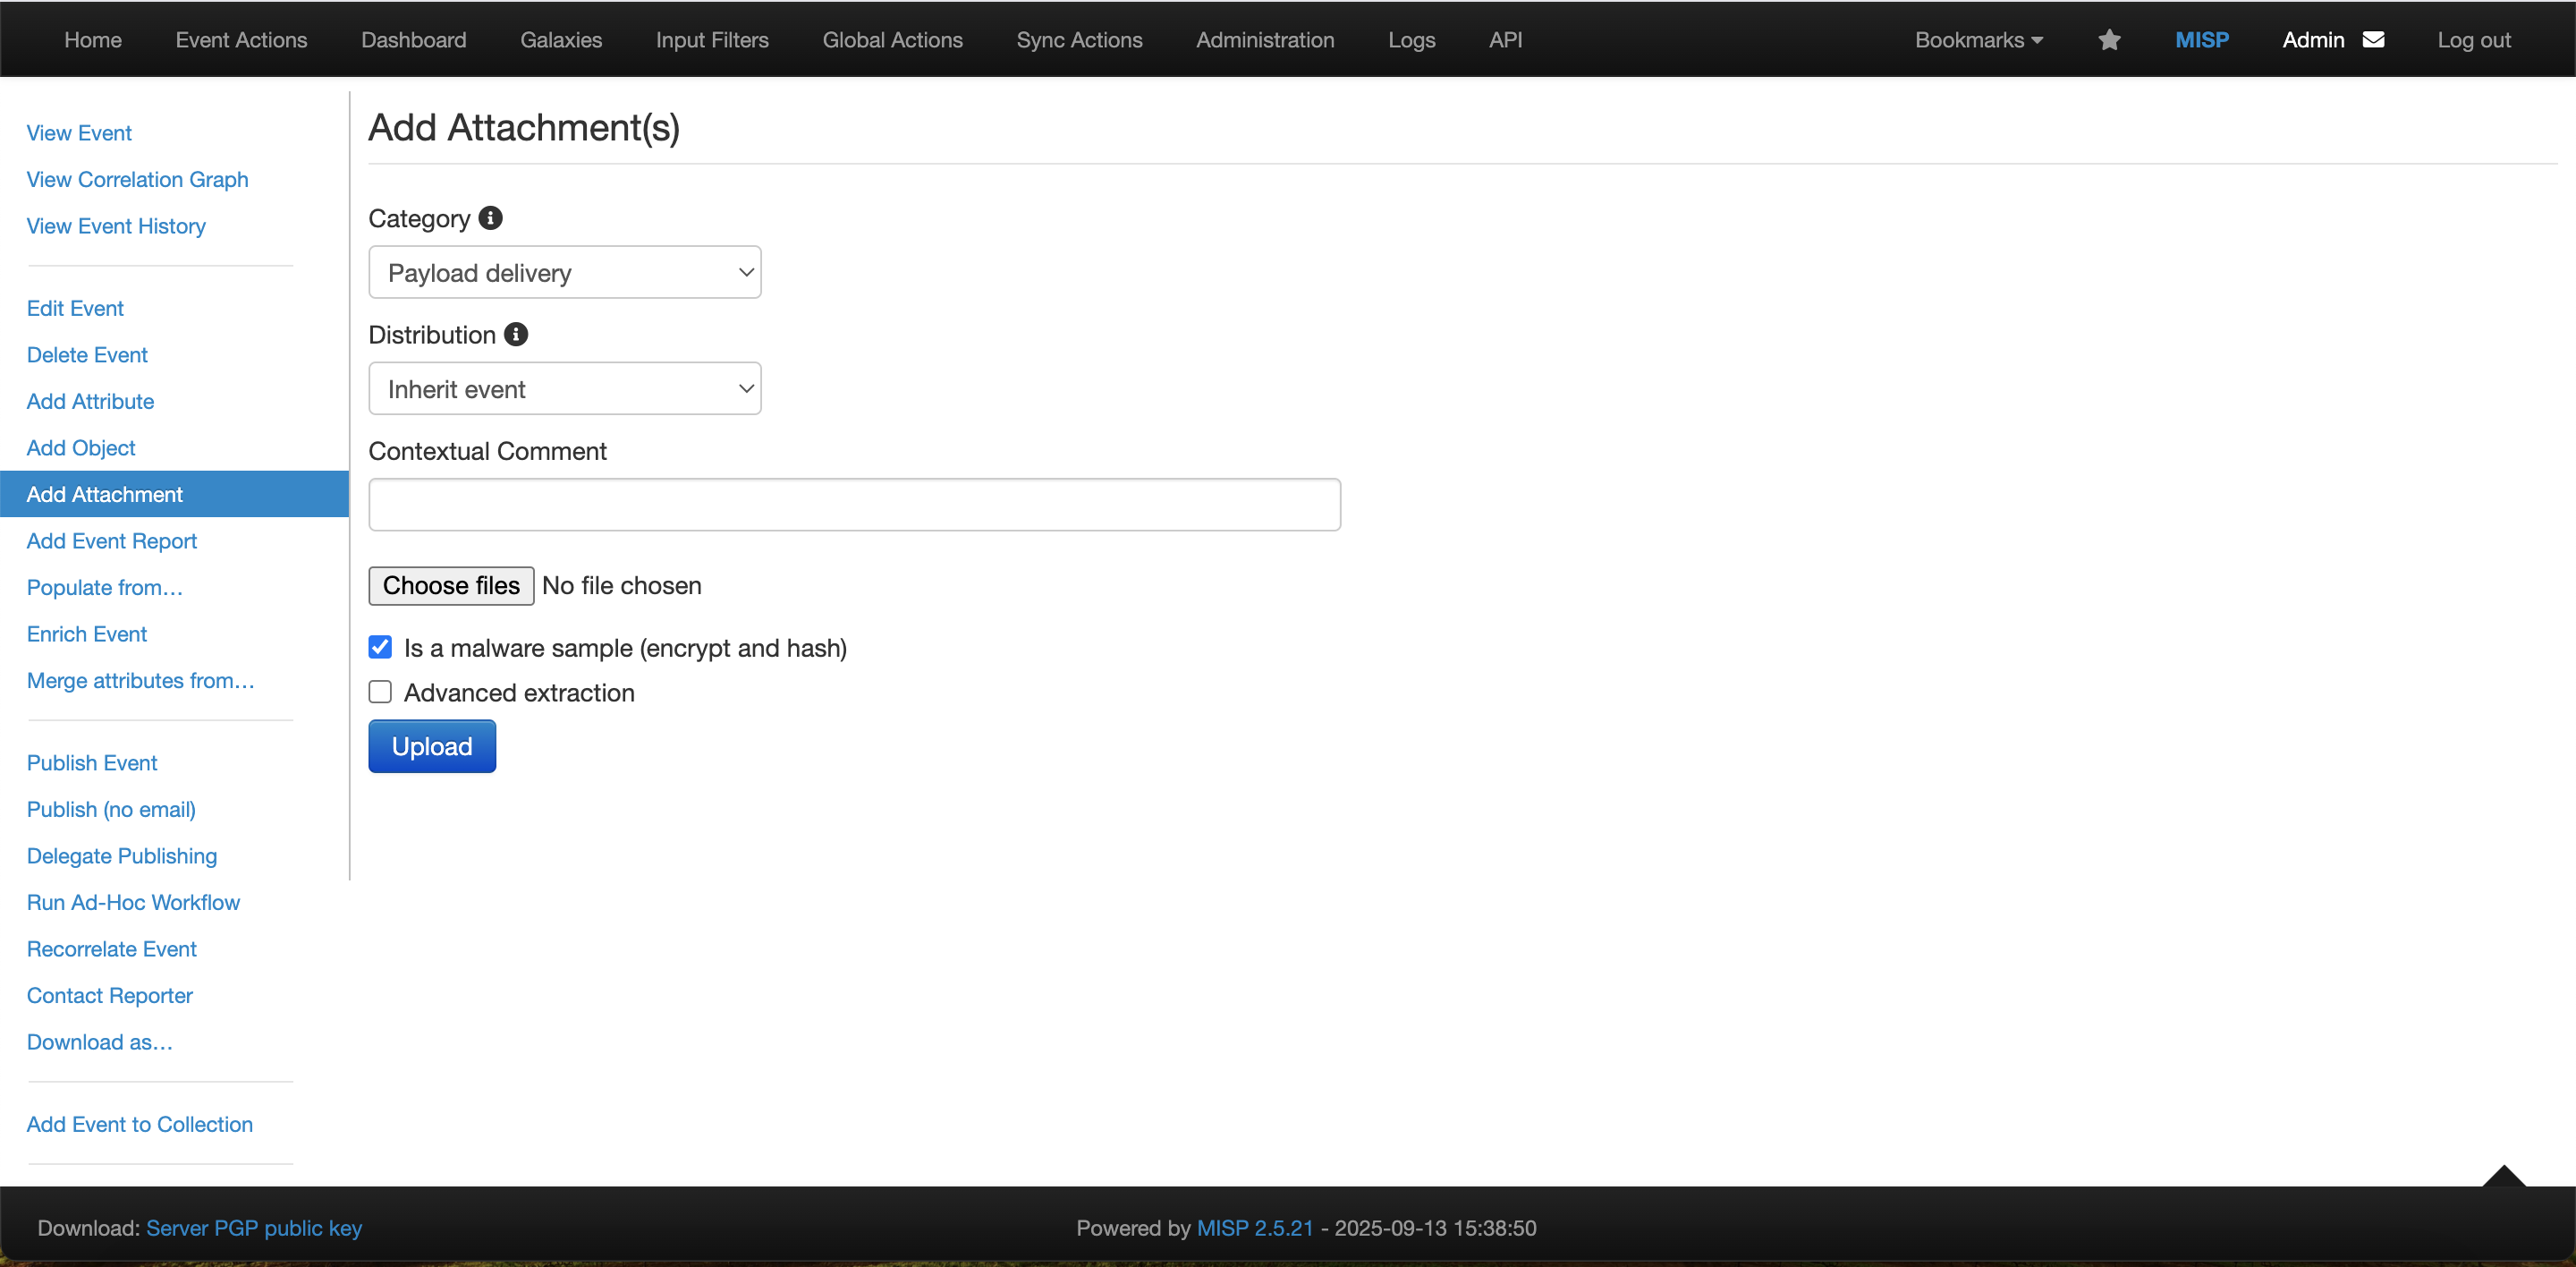 Home Event Actions Dashboard Galaxies Input Filters Global Actions Sync Actions Administration Logs API Bookmarks MISP Admin Log out
View Event
View Correlation Graph
View Event History
Edit Event
Delete Event
Add Attribute
Add Object
Add Attachment
Add Event Report
Populate from...
Enrich Event
Merge attributes from...
Publish Event
Publish (no email)
Delegate Publishing
Run Ad-Hoc Workflow
Recorrelate Event
Contact Reporter
Download as...
Add Event to Collection
Add Attachment(s)
Category
Payload delivery
Distribution
Inherit event
Contextual Comment
Choose files No file chosen
Is a malware sample (encrypt and hash)
Advanced extraction
Upload
Download: Server PGP public key
Powered by MISP 2.5.21 - 2025-09-13 15:38:50